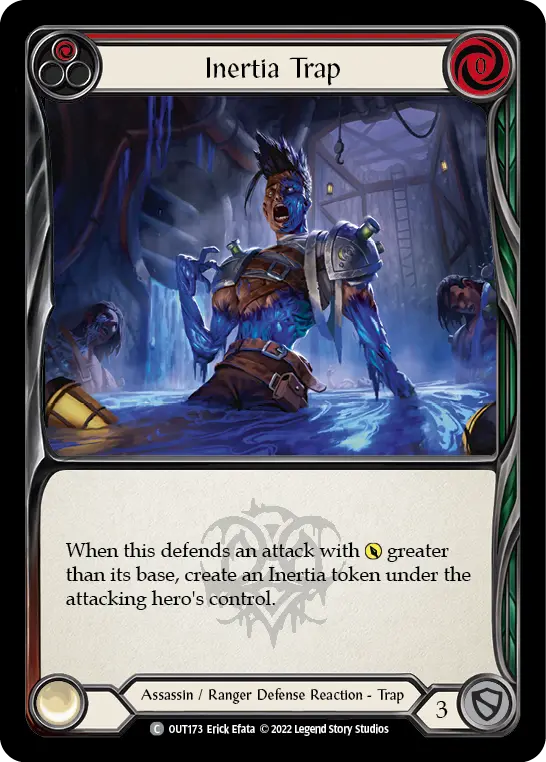 Inertia Trap
0
When this defends an attack with greater
than its base, create an Inertia token under the
attacking hero's control.
Assassin / Ranger Defense Reaction - Trap
3
C OUT173 Erick Efata © 2022 Legend Story Studios